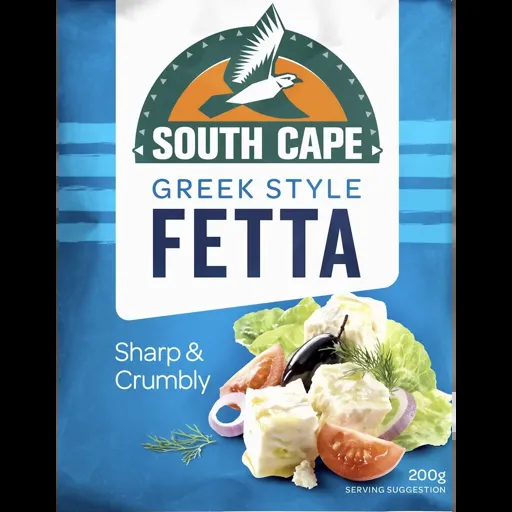 SOUTH CAPE
GREEK STYLE
FETTA
Sharp &
Crumbly
200g
SERVING SUGGESTION